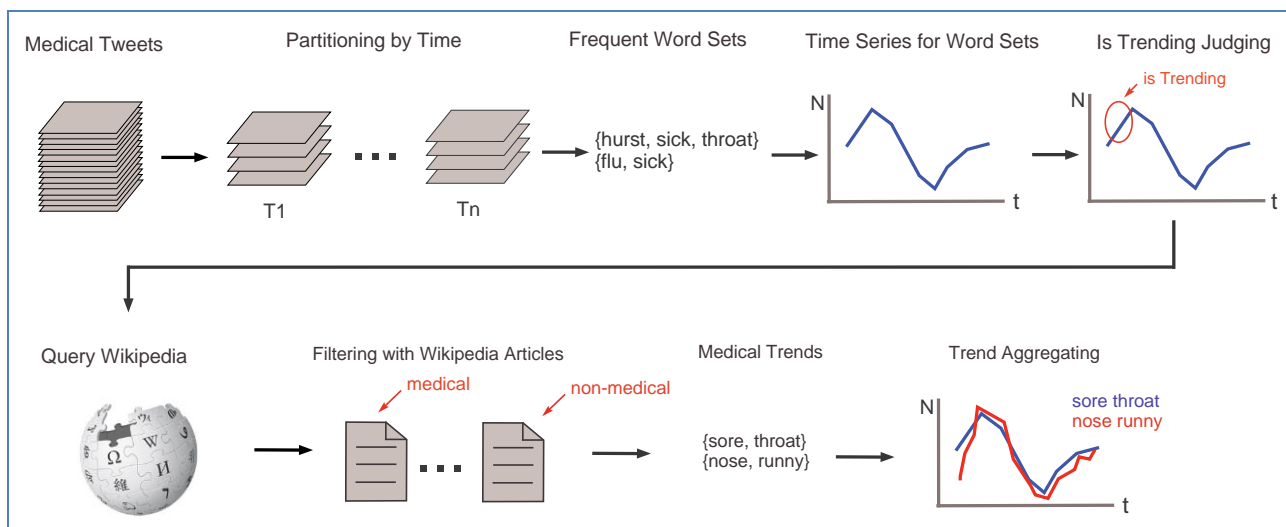 Medical Tweets
Partitioning by Time
Frequent Word Sets
Time Series for Word Sets
Is Trending Judging
T1
Tn
{hurst, sick, throat}
{flu, sick}
N
t
is Trending
N
t
Query Wikipedia
Filtering with Wikipedia Articles
Medical Trends
Trend Aggregating
Ω
W
И
維
medical
non-medical
{sore, throat}
{nose, runny}
N
sore throat
nose runny
t